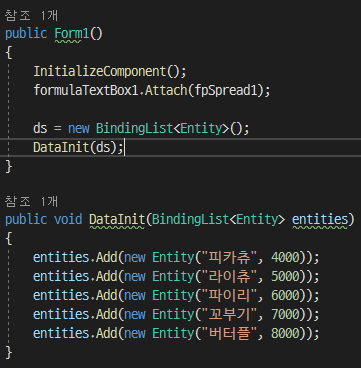 참조 1개
public Form1()
{
InitializeComponent();
formulaTextBox1.Attach(fpSpread1);
ds = new BindingList<Entity>();
DataInit(ds);
}
참조 1개
public void DataInit(BindingList<Entity> entities)
{
entities.Add(new Entity("피카츄", 4000));
entities.Add(new Entity("라이츄", 5000));
entities.Add(new Entity("파이리", 6000));
entities.Add(new Entity("꼬부기", 7000));
entities.Add(new Entity("버터플", 8000));
}